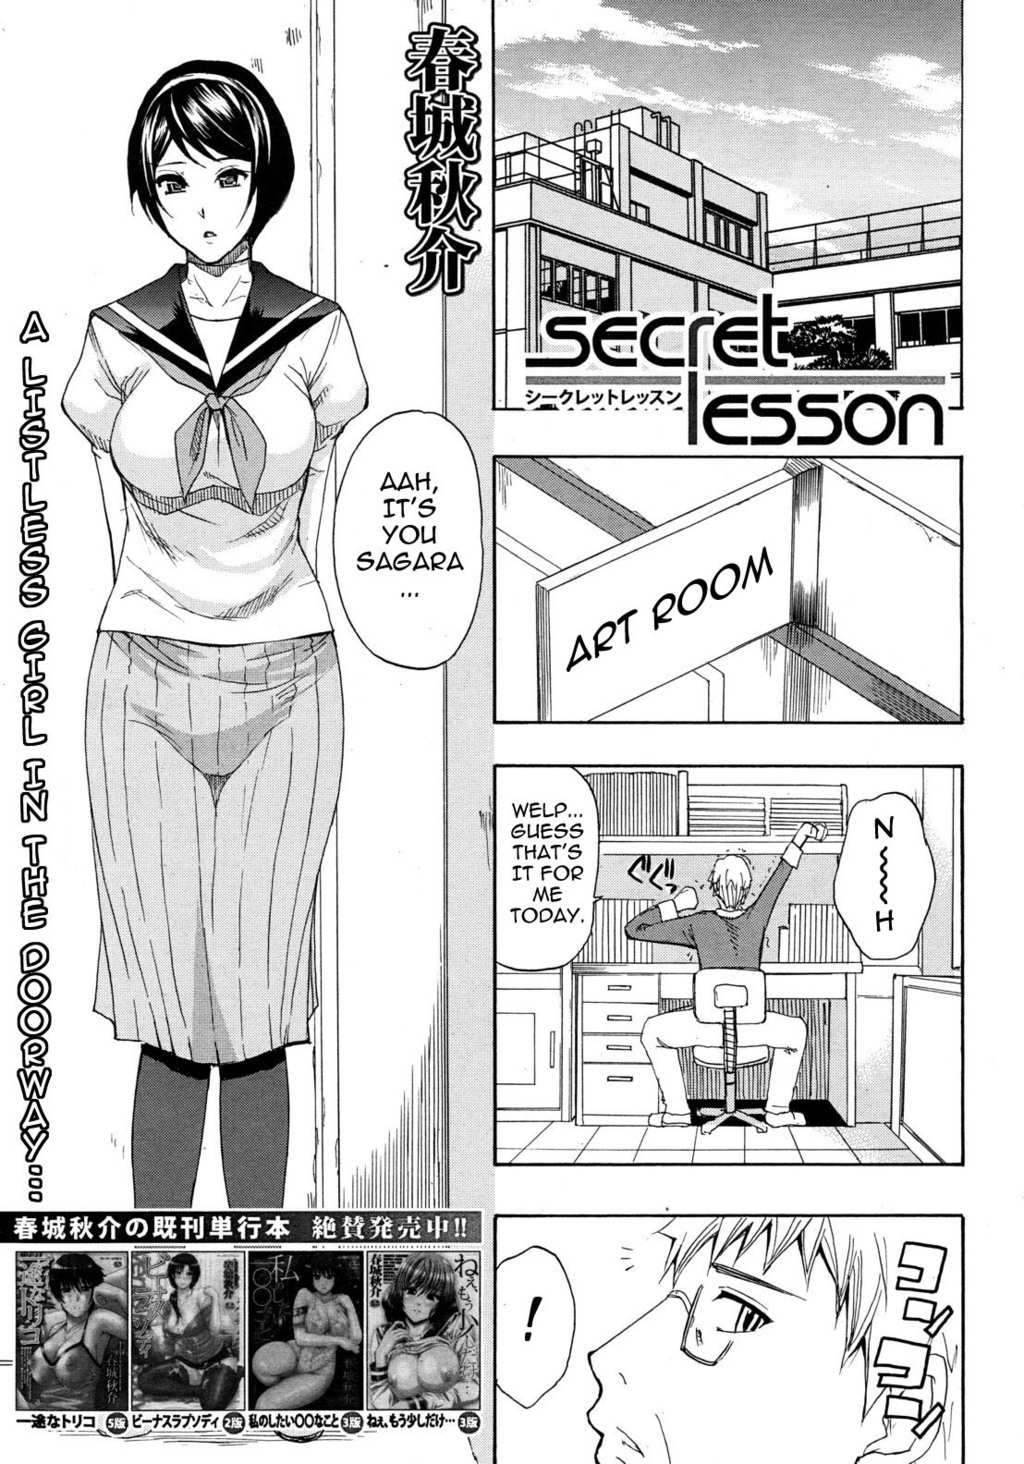 春城秋介
secret
lesson
シークレットレッスン
ART ROOM
N~H
WELP...
GUESS
THAT'S
IT FOR
ME
TODAY.
ぐぐっ
コンコン
!
AAH,
IT'S
YOU
SAGARA
...
A LISTLESS GIRL IN THE DOORWAY...
春城秋介の既刊単行本 絶賛発売中!!
一途なトリコ 5版
ビーナスラプソディ 2版
私のしたい〇〇なこと 3版
ねぇ、もう少しだけ… 3版